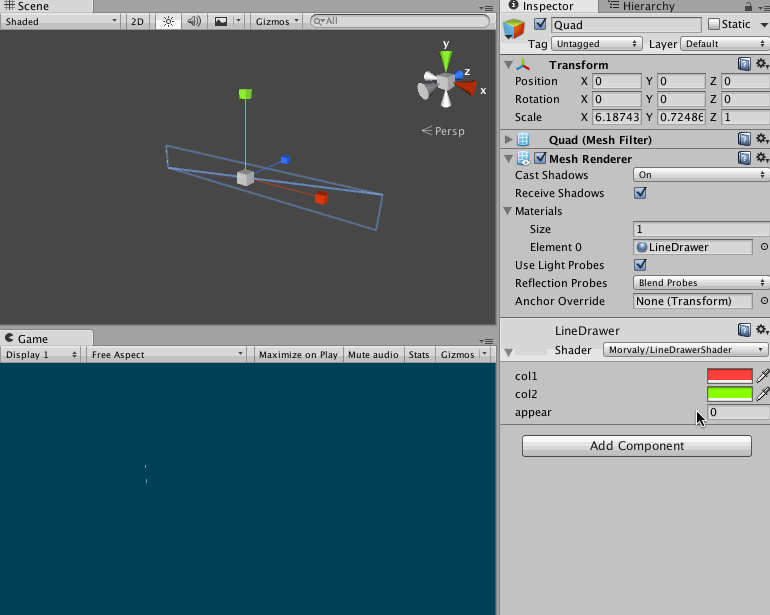 Scene
Shaded 2D Gizmos All
y
z
x
Persp
Game
Display 1 Free Aspect Maximize on Play Mute audio Stats Gizmos
Inspector Hierarchy
Quad Static
Tag Untagged Layer Default
Transform
Position X 0 Y 0 Z 0
Rotation X 0 Y 0 Z 0
Scale X 6.18743 Y 0.72486 Z 1
Quad (Mesh Filter)
Mesh Renderer
Cast Shadows On
Receive Shadows
Materials
Size 1
Element 0 LineDrawer
Use Light Probes
Reflection Probes Blend Probes
Anchor Override None (Transform)
LineDrawer
Shader Morvaly/LineDrawerShader
col1
col2
appear 0
Add Component